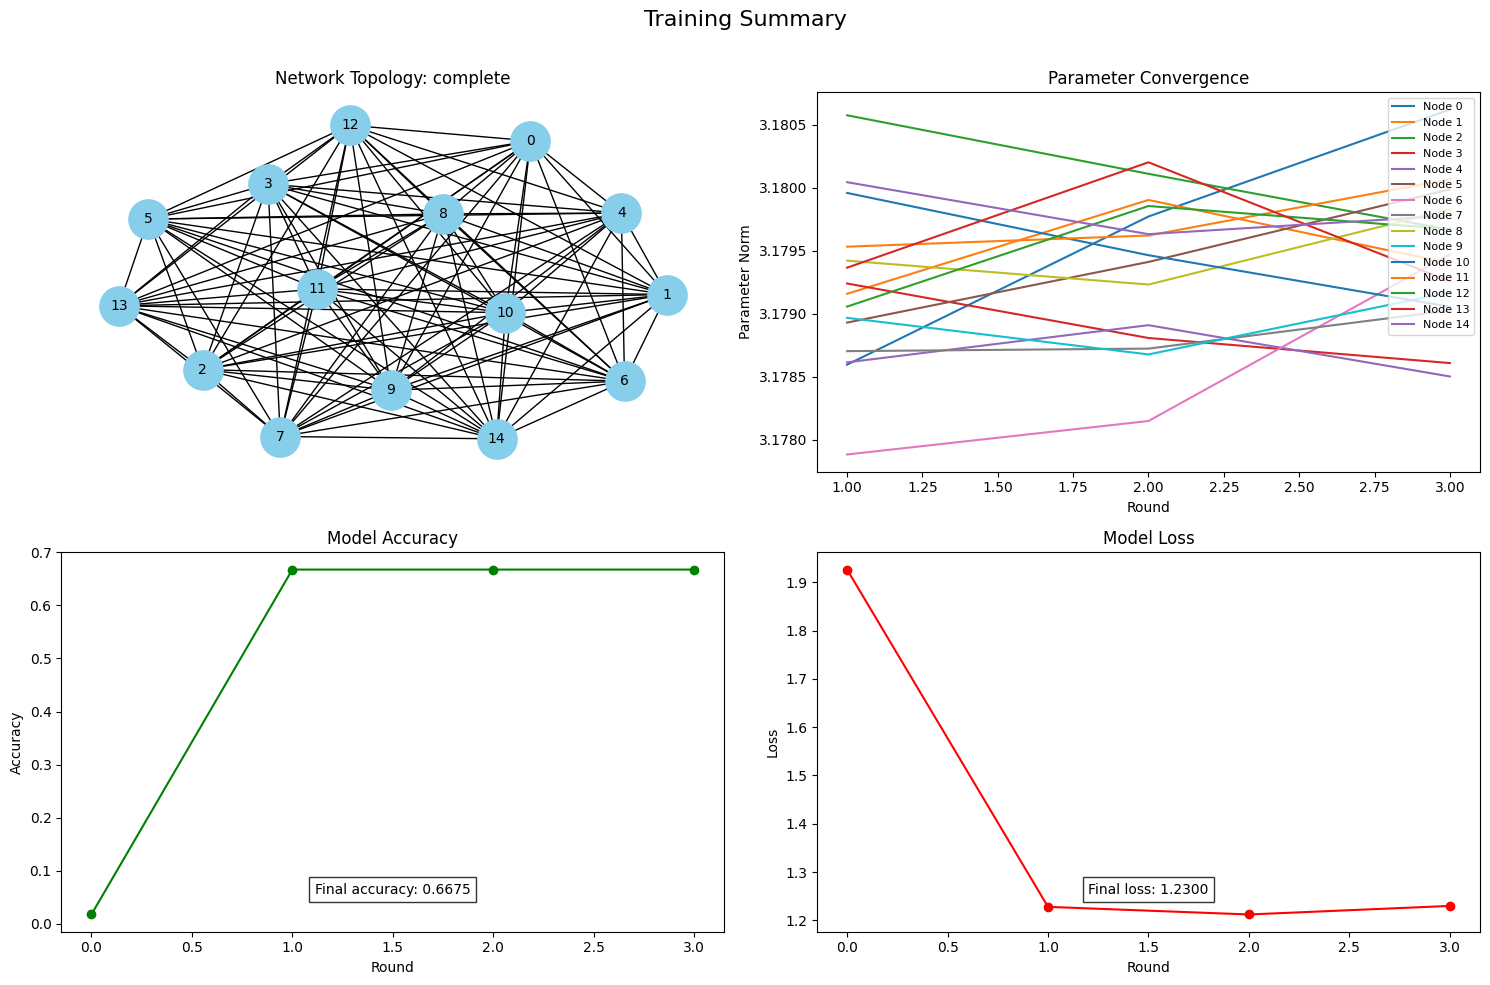 Training Summary
Network Topology: complete
12
0
3
8
4
5
11
1
13
10
2
9
6
7
14
Parameter Convergence
Parameter Norm
3.1805
3.1800
3.1795
3.1790
3.1785
3.1780
1.00 1.25 1.50 1.75 2.00 2.25 2.50 2.75 3.00
Round
Node 0
Node 1
Node 2
Node 3
Node 4
Node 5
Node 6
Node 7
Node 8
Node 9
Node 10
Node 11
Node 12
Node 13
Node 14
Model Accuracy
Accuracy
0.7
0.6
0.5
0.4
0.3
0.2
0.1
0.0
Final accuracy: 0.6675
0.0 0.5 1.0 1.5 2.0 2.5 3.0
Round
Model Loss
Loss
1.9
1.8
1.7
1.6
1.5
1.4
1.3
1.2
Final loss: 1.2300
0.0 0.5 1.0 1.5 2.0 2.5 3.0
Round